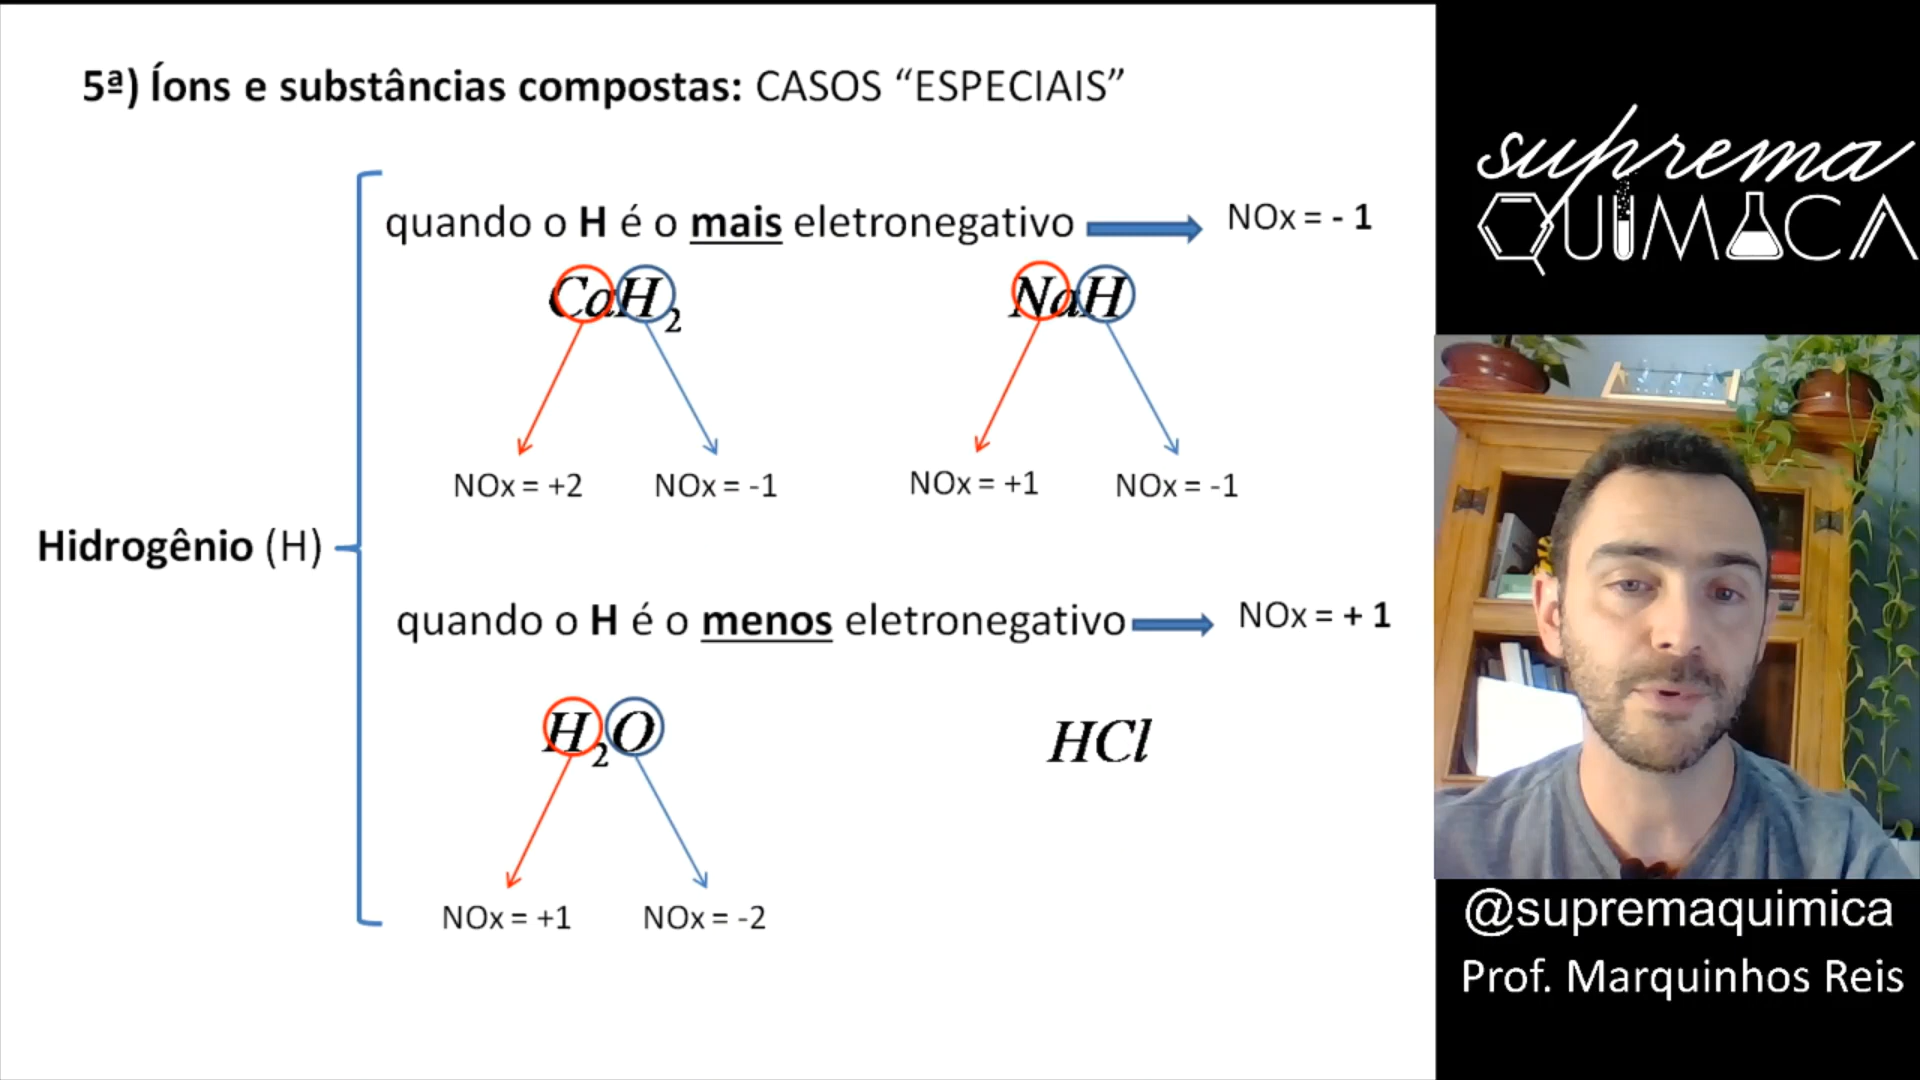 5ª) Íons e substâncias compostas: CASOS “ESPECIAIS”
quando o H é o mais eletronegativo NOx = - 1
CaH2 NaH
NOx = +2 NOx = -1 NOx = +1 NOx = -1
Hidrogênio (H)
quando o H é o menos eletronegativo NOx = + 1
H2O HCl
NOx = +1 NOx = -2
suprema
QUIMICA
@supremaquimica
Prof. Marquinhos Reis